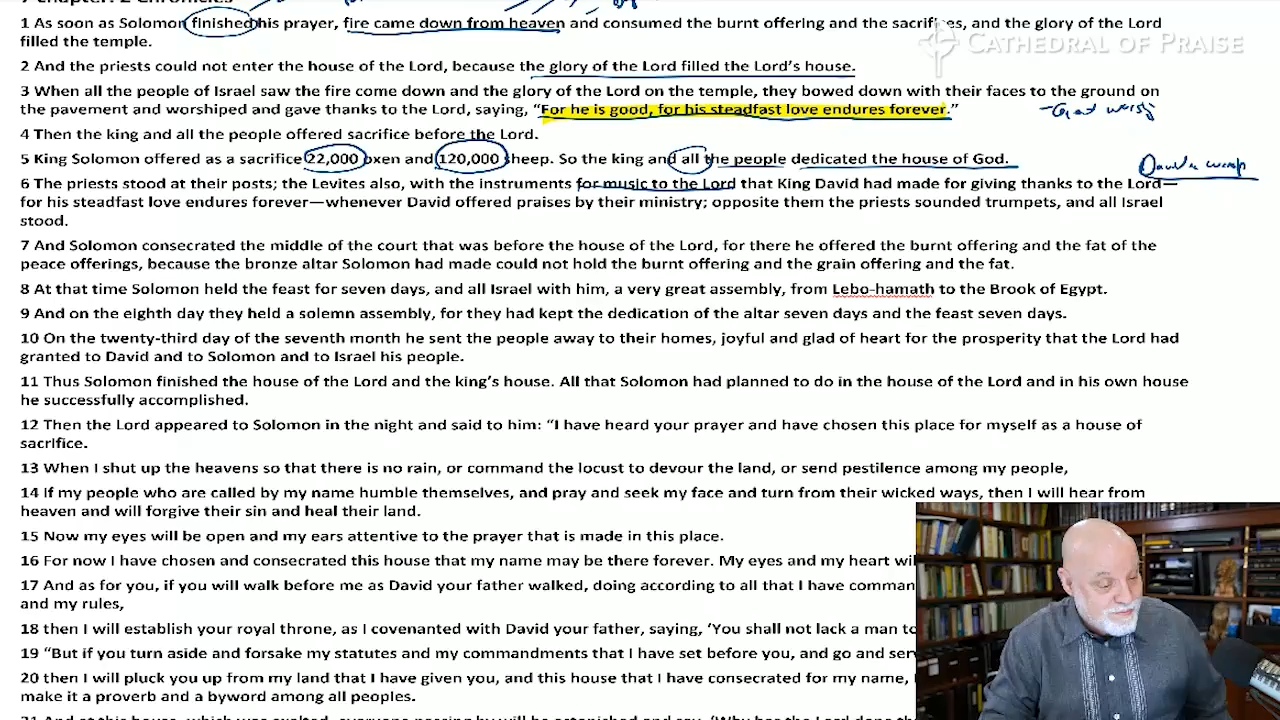 7 Chapter: 2 Chronicles
1 As soon as Solomon finished his prayer, fire came down from heaven and consumed the burnt offering and the sacrifices, and the glory of the Lord
filled the temple.
CATHEDRAL OF PRAISE
2 And the priests could not enter the house of the Lord, because the glory of the Lord filled the Lord's house.
3 When all the people of Israel saw the fire come down and the glory of the Lord on the temple, they bowed down with their faces to the ground on
the pavement and worshiped and gave thanks to the Lord, saying, “For he is good, for his steadfast love endures forever.”
4 Then the king and all the people offered sacrifice before the Lord.
5 King Solomon offered as a sacrifice 22,000 oxen and 120,000 sheep. So the king and all the people dedicated the house of God.
6 The priests stood at their posts; the Levites also, with the instruments for music to the Lord that King David had made for giving thanks to the Lord—
for his steadfast love endures forever—whenever David offered praises by their ministry; opposite them the priests sounded trumpets, and all Israel
stood.
7 And Solomon consecrated the middle of the court that was before the house of the Lord, for there he offered the burnt offering and the fat of the
peace offerings, because the bronze altar Solomon had made could not hold the burnt offering and the grain offering and the fat.
8 At that time Solomon held the feast for seven days, and all Israel with him, a very great assembly, from Lebo-hamath to the Brook of Egypt.
9 And on the eighth day they held a solemn assembly, for they had kept the dedication of the altar seven days and the feast seven days.
10 On the twenty-third day of the seventh month he sent the people away to their homes, joyful and glad of heart for the prosperity that the Lord had
granted to David and to Solomon and to Israel his people.
11 Thus Solomon finished the house of the Lord and the king's house. All that Solomon had planned to do in the house of the Lord and in his own house
he successfully accomplished.
12 Then the Lord appeared to Solomon in the night and said to him: “I have heard your prayer and have chosen this place for myself as a house of
sacrifice.
13 When I shut up the heavens so that there is no rain, or command the locust to devour the land, or send pestilence among my people,
14 If my people who are called by my name humble themselves, and pray and seek my face and turn from their wicked ways, then I will hear from
heaven and will forgive their sin and heal their land.
15 Now my eyes will be open and my ears attentive to the prayer that is made in this place.
16 For now I have chosen and consecrated this house that my name may be there forever. My eyes and my heart
17 And as for you, if you will walk before me as David your father walked, doing according to all that I have
and my rules,
18 then I will establish your royal throne, as I covenanted with David your father, saying, ‘You shall not lack a man to
19 “But if you turn aside and forsake my statutes and my commandments that I have set before you, and go and
20 then I will pluck you up from my land that I have given you, and this house that I have consecrated for my name,
make it a proverb and a byword among all peoples.